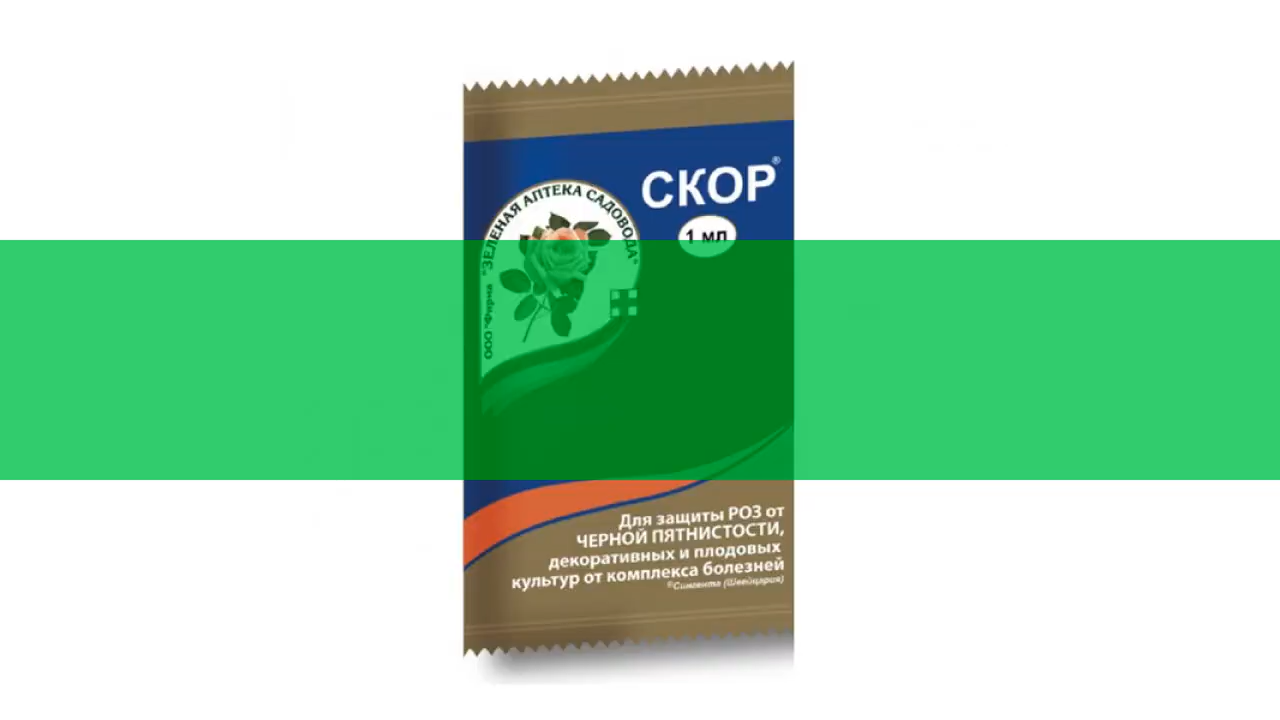 СКОР®
1 мл
ООО "Фирма "ЗЕЛЕНАЯ АПТЕКА САДОВОДА"
Для защиты РОЗ от
ЧЕРНОЙ ПЯТНИСТОСТИ,
декоративных и плодовых
культур от комплекса болезней
®Сингента (Швейцария)